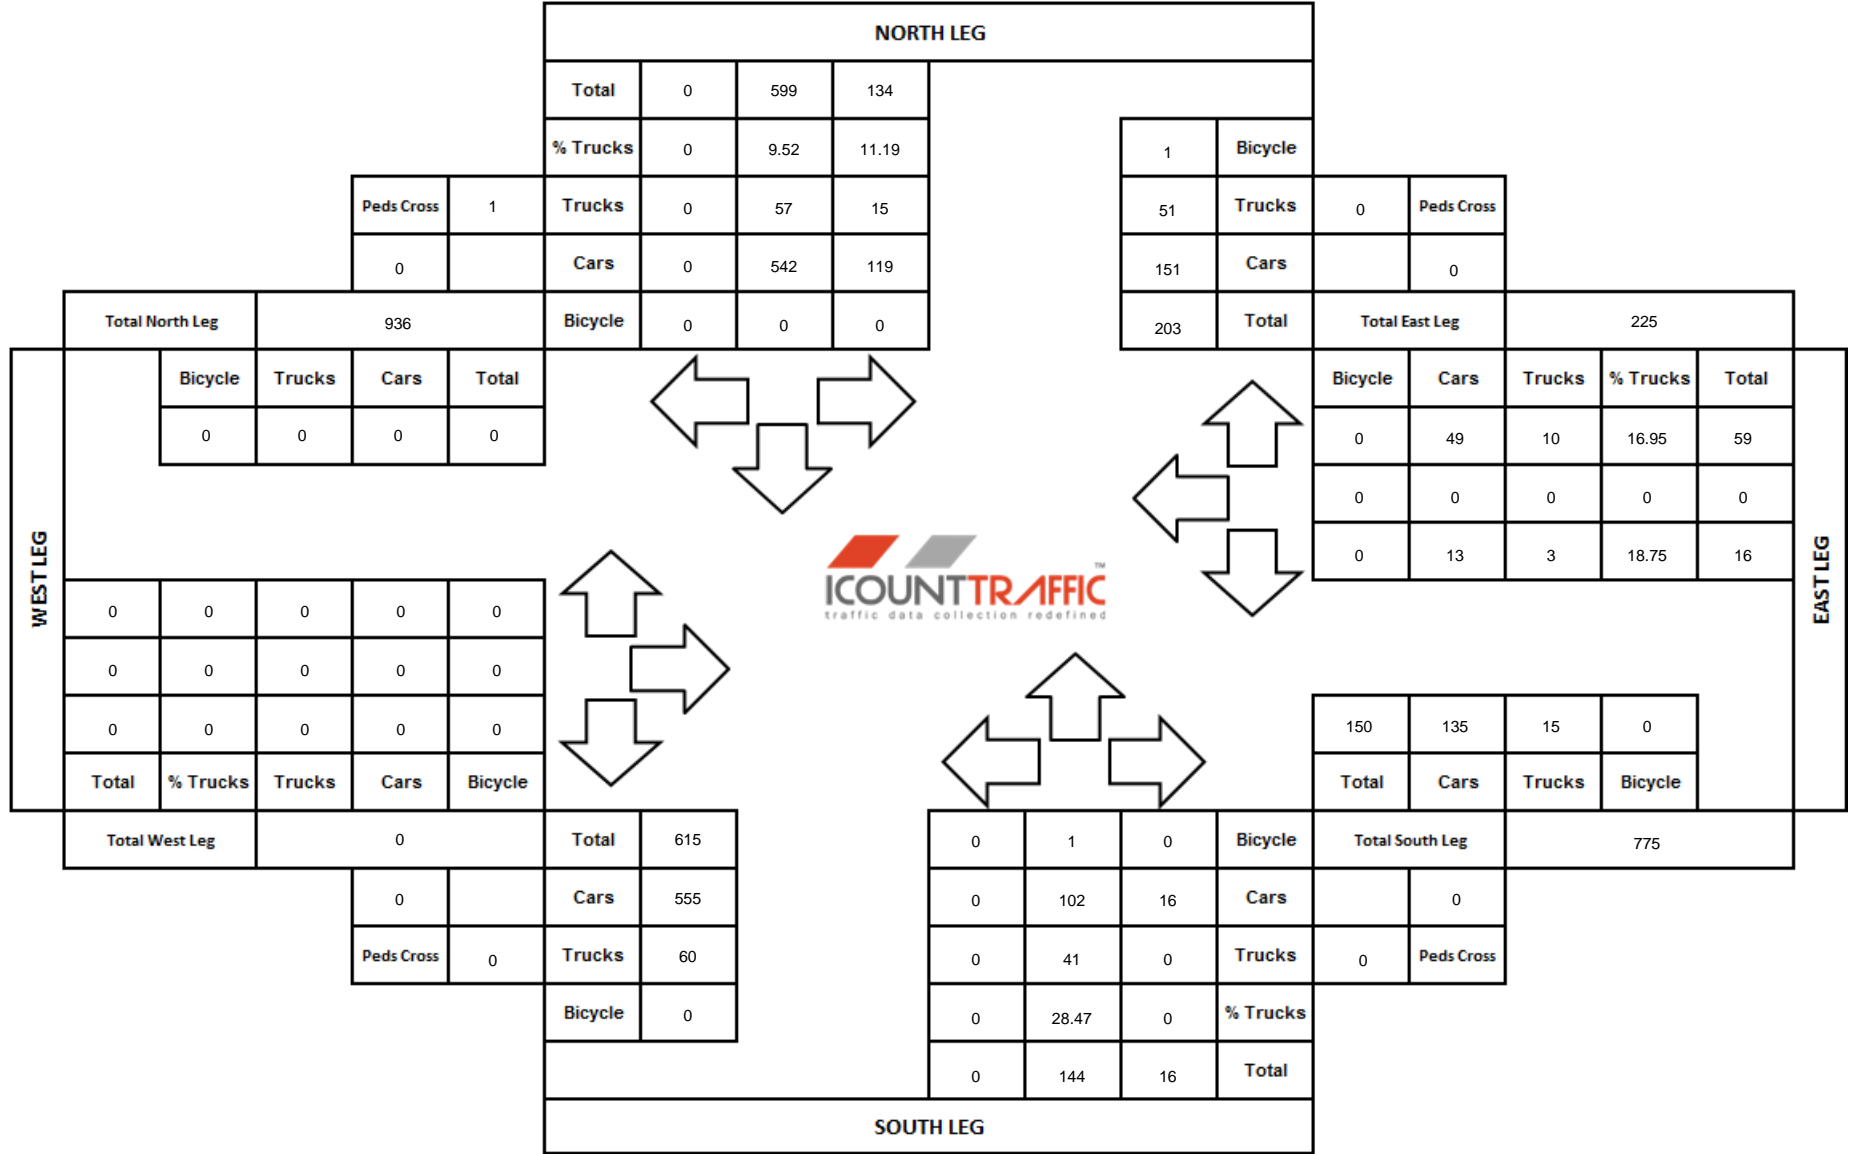 NORTH LEG
Total 0 599 134
% Trucks 0 9.52 11.19 1 Bicycle
Peds Cross 1 Trucks 0 57 15 51 Trucks 0 Peds Cross
0 Cars 0 542 119 151 Cars 0
Total North Leg 936 Bicycle 0 0 0 203 Total Total East Leg 225
Bicycle Trucks Cars Total Bicycle Cars Trucks % Trucks Total
0 0 0 0 0 49 10 16.95 59
0 0 0 0 0
0 13 3 18.75 16
WEST LEG
EAST LEG
ICOUNTTRAFFIC TM
traffic data collection redefined
0 0 0 0 0
0 0 0 0 0
0 0 0 0 0 150 135 15 0
Total % Trucks Trucks Cars Bicycle Total Cars Trucks Bicycle
Total West Leg 0 Total 615 0 1 0 Bicycle Total South Leg 775
0 Cars 555 0 102 16 Cars 0
Peds Cross 0 Trucks 60 0 41 0 Trucks 0 Peds Cross
Bicycle 0 0 28.47 0 % Trucks
0 144 16 Total
SOUTH LEG